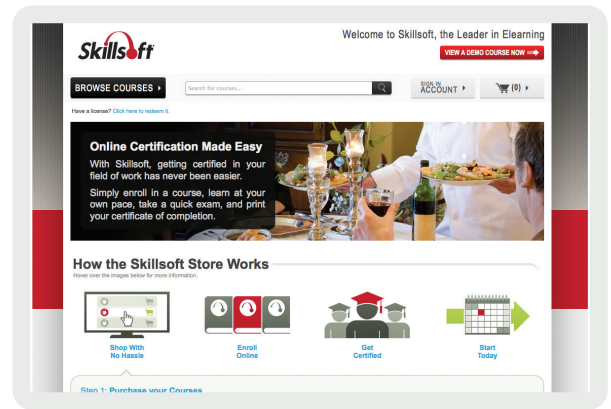 Skillsoft
Welcome to Skillsoft, the Leader in Elearning
VIEW A DEMO COURSE NOW
BROWSE COURSES
Search for courses...
SIGN IN
ACCOUNT
(0)
Have a license? Click here to redeem it.
Online Certification Made Easy
With Skillsoft, getting certified in your
field of work has never been easier.
Simply enroll in a course, learn at your
own pace, take a quick exam, and print
your certificate of completion.
How the Skillsoft Store Works
Hover over the images below for more information.
Shop With
No Hassle
Enroll
Online
Get
Certified
Start
Today
Step 1: Purchase your Courses